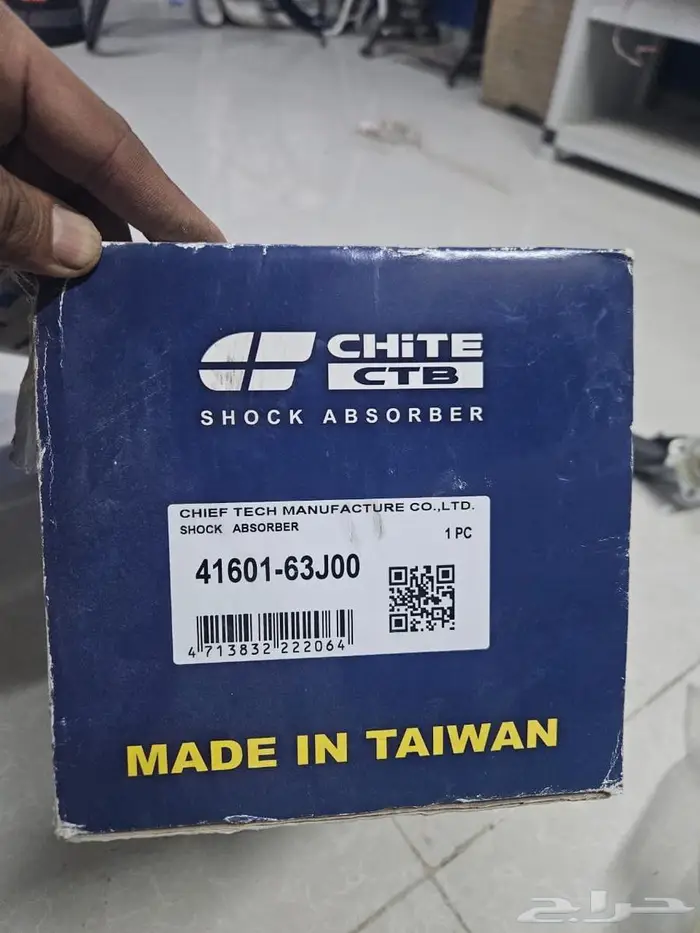 CHiTE
CTB
SHOCK ABSORBER
CHIEF TECH MANUFACTURE CO.,LTD.
SHOCK ABSORBER
1 PC
41601-63J00
4 713832 222064
MADE IN TAIWAN
حراج